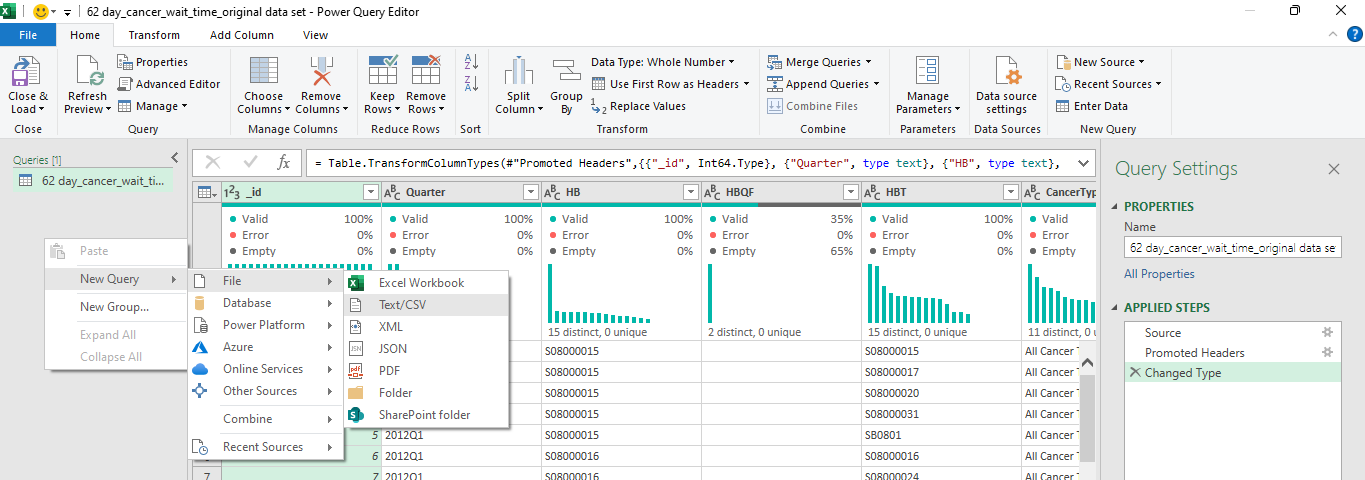 62 day_cancer_wait_time_original data set - Power Query Editor
File Home Transform Add Column View
Close & Load
Refresh Preview
Properties
Advanced Editor
Manage
Choose Columns
Remove Columns
Keep Rows
Remove Rows
A Z
Z A
Split Column
Group By
Data Type: Whole Number
Use First Row as Headers
1 2 Replace Values
Merge Queries
Append Queries
Combine Files
Manage Parameters
Data source settings
New Source
Recent Sources
Enter Data
Close Query Manage Columns Reduce Rows Sort Transform Combine Parameters Data Sources New Query
Queries [1]
62 day_cancer_wait_ti...
fx
= Table.TransformColumnTypes(#"Promoted Headers",{{"_id", Int64.Type}, {"Quarter", type text}, {"HB", type text},
123 _id ABC Quarter ABC HB ABC HBQF ABC HBT ABC CancerTyp
Valid 100% Valid 100% Valid 100% Valid 35% Valid 100% Valid
Error 0% Error 0% Error 0% Error 0% Error 0% Error
Empty 0% Empty 0% Empty 0% Empty 65% Empty 0% Empty
15 distinct, 0 unique 2 distinct, 0 unique 15 distinct, 0 unique 11 distinct, 0 un
S08000015 S08000015 All Cancer T
S08000015 S08000017 All Cancer T
S08000015 S08000020 All Cancer T
S08000015 S08000031 All Cancer T
5 2012Q1 S08000015 SB0801 All Cancer T
6 2012Q1 S08000016 S08000016 All Cancer T
7 2012Q1 S08000016 S08000024 All Cancer T
Paste
New Query
New Group...
Expand All
Collapse All
File
Database
Power Platform
Azure
Online Services
Other Sources
Combine
Recent Sources
Excel Workbook
Text/CSV
XML
JSON
PDF
Folder
SharePoint folder
Query Settings
PROPERTIES
Name
62 day_cancer_wait_time_original data se
All Properties
APPLIED STEPS
Source
Promoted Headers
Changed Type